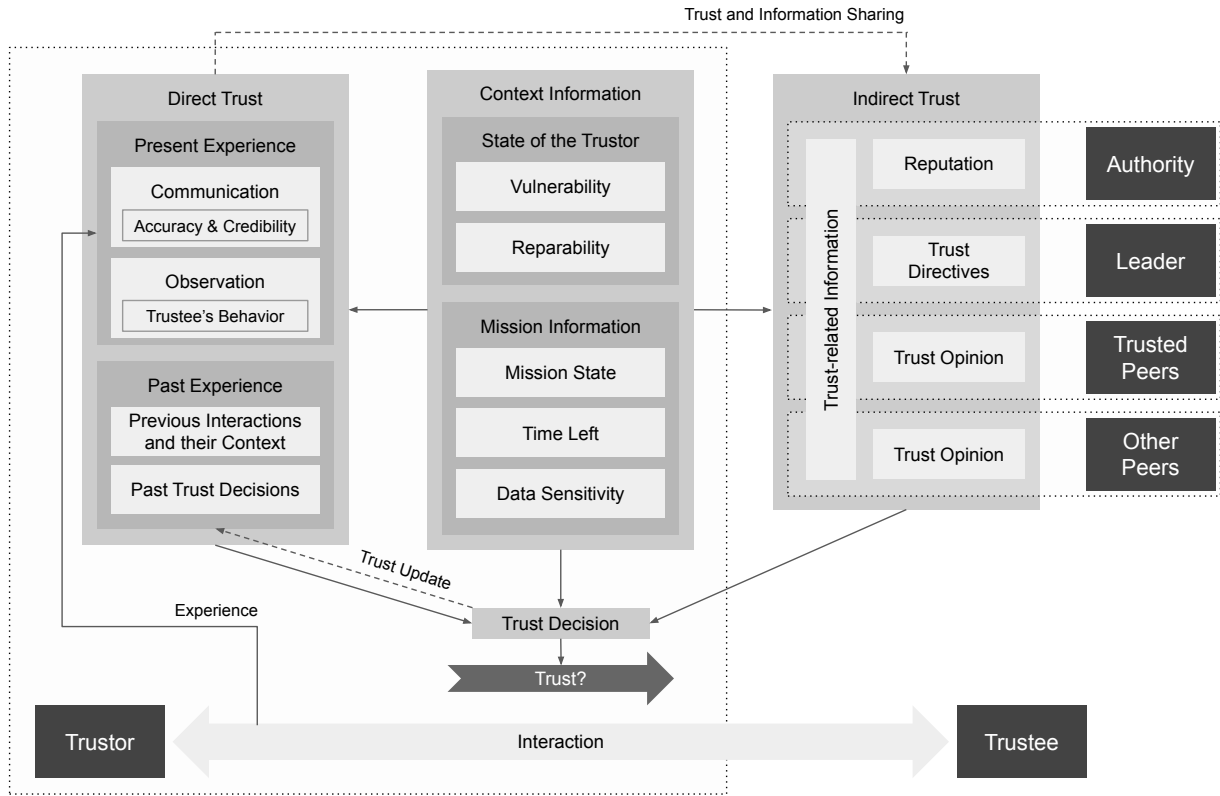 Trust and Information Sharing
Direct Trust
Present Experience
Communication
Accuracy & Credibility
Observation
Trustee's Behavior
Past Experience
Previous Interactions
and their Context
Past Trust Decisions
Context Information
State of the Trustor
Vulnerability
Reparability
Mission Information
Mission State
Time Left
Data Sensitivity
Indirect Trust
Trust-related Information
Reputation
Authority
Trust
Directives
Leader
Trust Opinion
Trusted
Peers
Trust Opinion
Other
Peers
Trust Update
Experience
Trust Decision
Trust?
Trustor
Interaction
Trustee